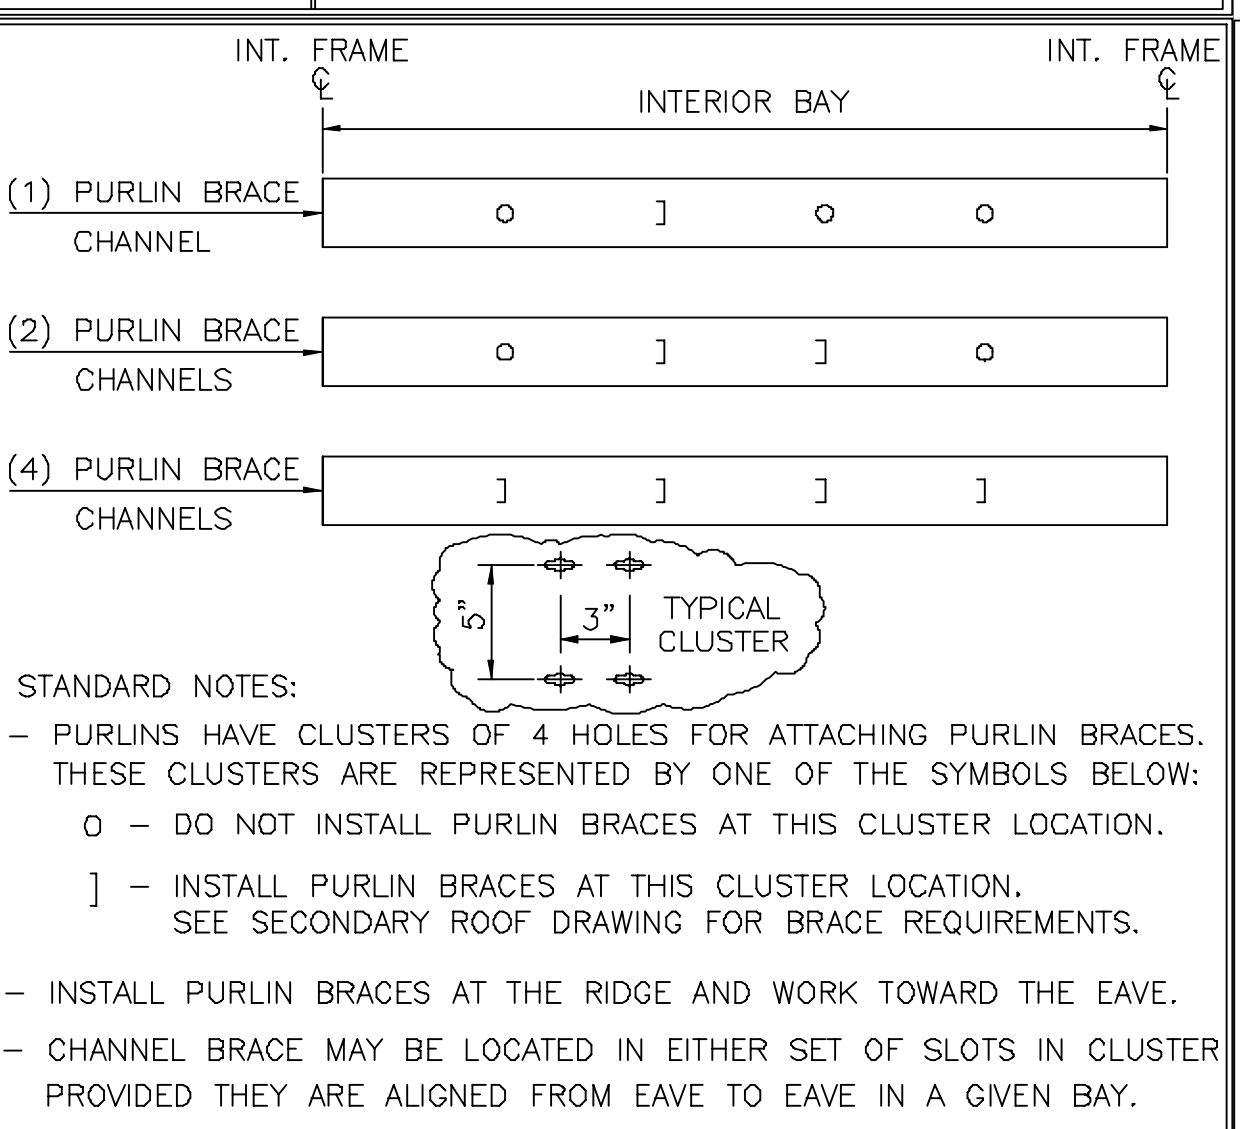 INT. FRAME INT. FRAME
℄ ℄
INTERIOR BAY
(1) PURLIN BRACE
CHANNEL
O ] O O
(2) PURLIN BRACE
CHANNELS
O ] ] O
(4) PURLIN BRACE
CHANNELS
] ] ] ]
5" 3" TYPICAL
CLUSTER
STANDARD NOTES:
– PURLINS HAVE CLUSTERS OF 4 HOLES FOR ATTACHING PURLIN BRACES.
THESE CLUSTERS ARE REPRESENTED BY ONE OF THE SYMBOLS BELOW:
O – DO NOT INSTALL PURLIN BRACES AT THIS CLUSTER LOCATION.
] – INSTALL PURLIN BRACES AT THIS CLUSTER LOCATION.
SEE SECONDARY ROOF DRAWING FOR BRACE REQUIREMENTS.
– INSTALL PURLIN BRACES AT THE RIDGE AND WORK TOWARD THE EAVE.
– CHANNEL BRACE MAY BE LOCATED IN EITHER SET OF SLOTS IN CLUSTER
PROVIDED THEY ARE ALIGNED FROM EAVE TO EAVE IN A GIVEN BAY.